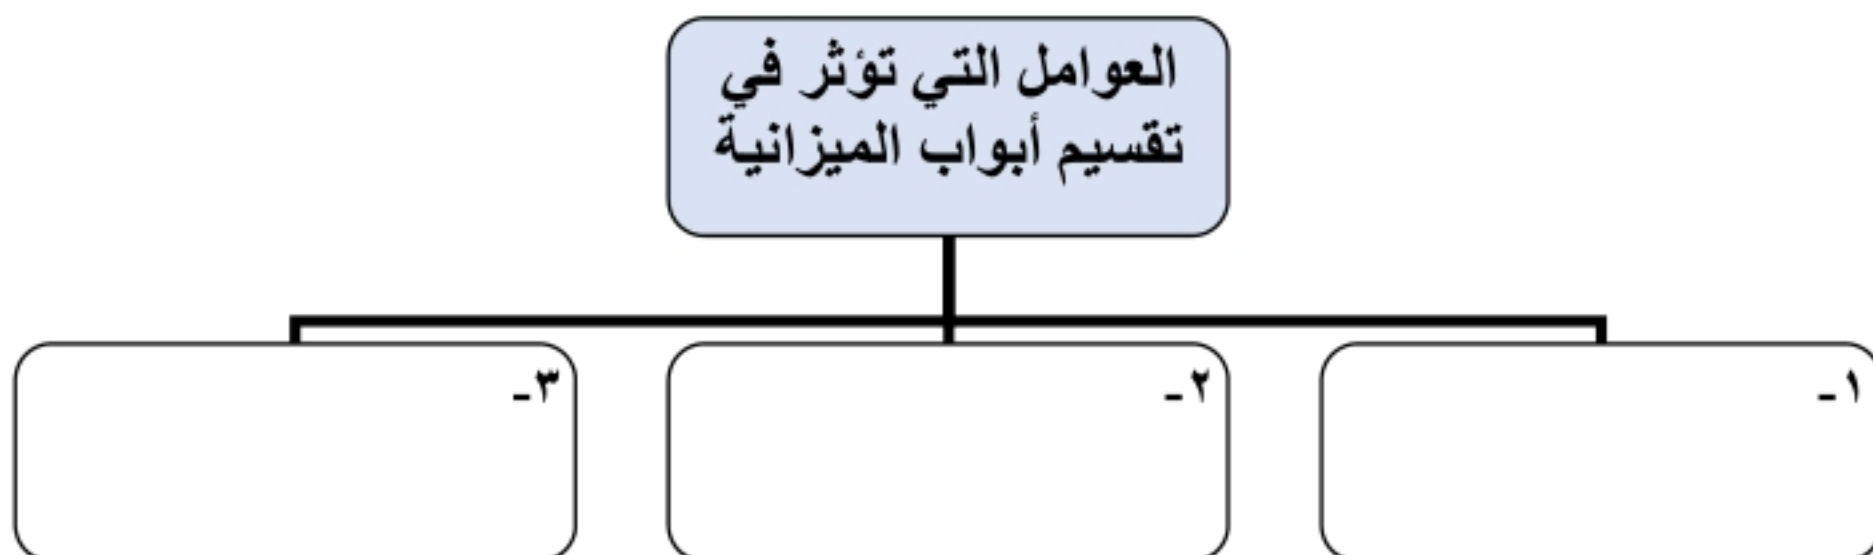 العوامل التي تؤثر في
تقسيم أبواب الميزانية
١-
٢-
٣-